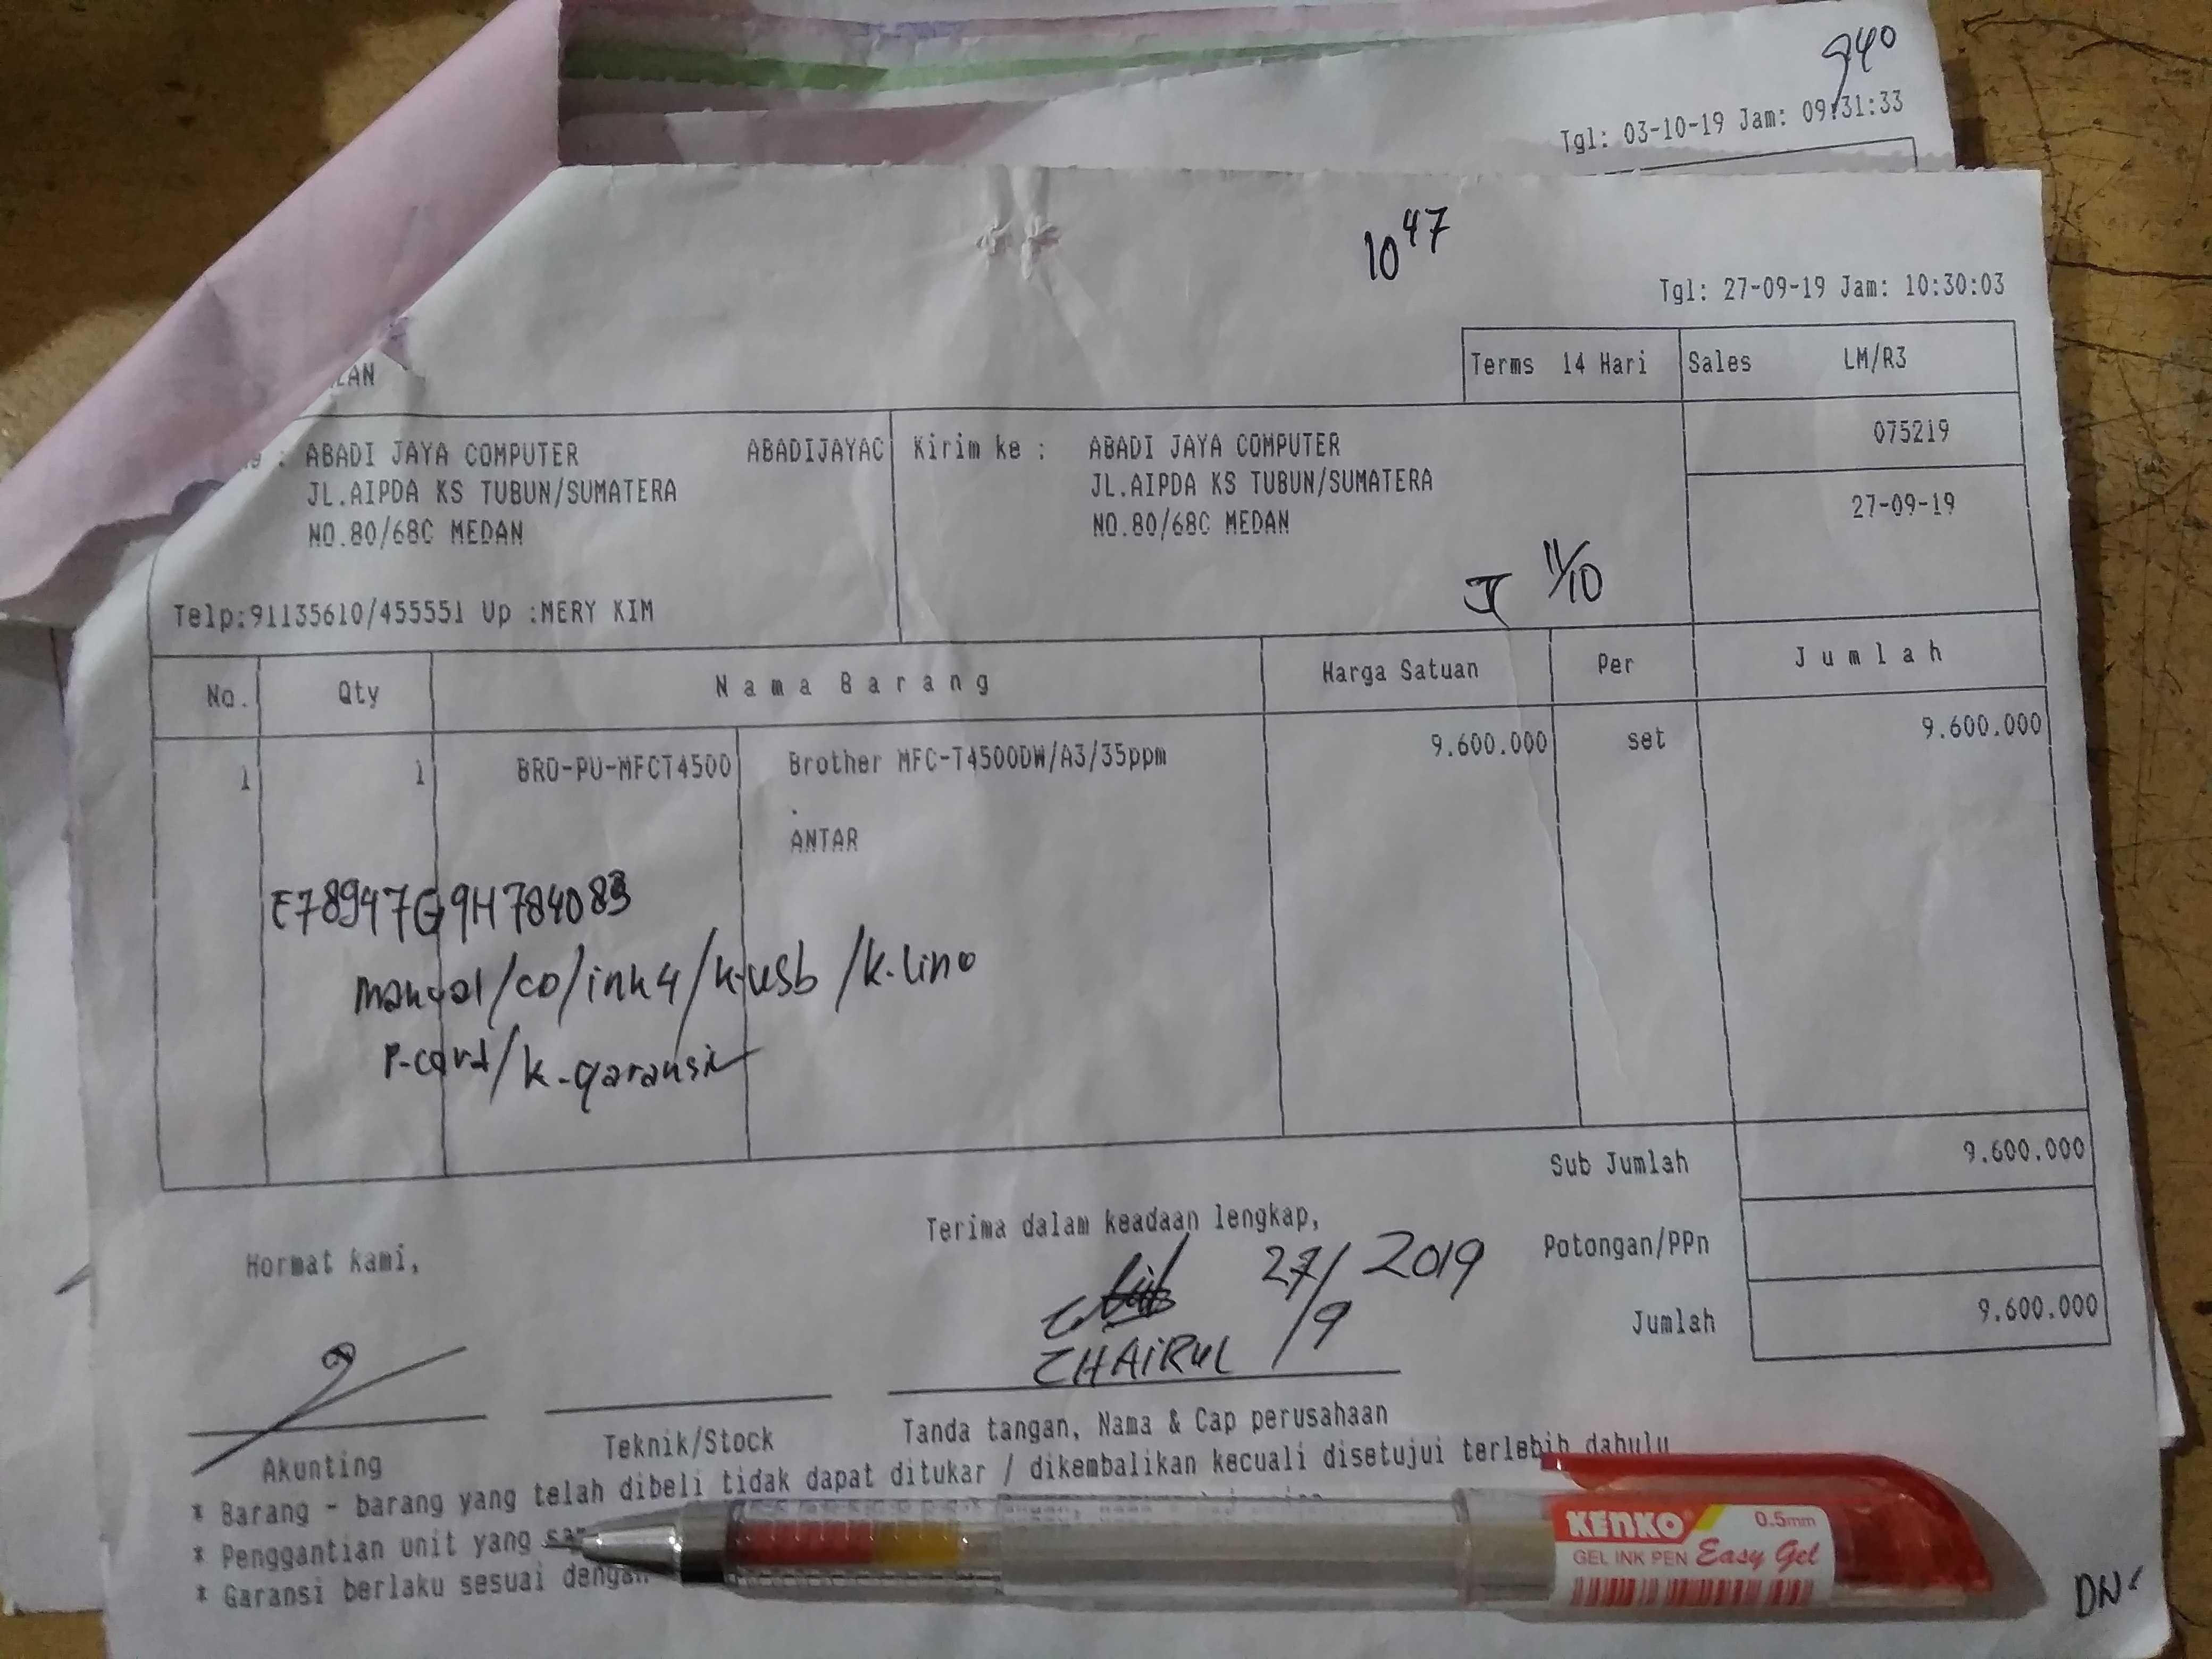 940
Tgl: 03-10-19 Jam: 09:31:33
10 47
Tgl: 27-09-19 Jam: 10:30:03
Terms 14 Hari Sales LM/R3
075219
27-09-19
ABADI JAYA COMPUTER ABADIJAYAC
JL.AIPDA KS TUBUN/SUMATERA
NO.80/68C MEDAN
Telp:91135610/455551 Up :MERY KIM
Kirim ke : ABADI JAYA COMPUTER
JL.AIPDA KS TUBUN/SUMATERA
NO.80/68C MEDAN
11/10
No. Qty Nama Barang Harga Satuan Per Jumlah
1 1 BRO-PU-MFCT4500 Brother MFC-T4500DW/A3/35ppm 9.600.000 set 9.600.000
.
ANTAR
E78947G9H784083
manual/CD/ink4/k-usb/k.line
P-card/k-garansi
Sub Jumlah 9.600.000
Potongan/PPn
Jumlah 9.600.000
Hormat kami,
Terima dalam keadaan lengkap,
27/9 2019
CHAIRUL
Akunting
Teknik/Stock
Tanda tangan, Nama & Cap perusahaan
* Barang - barang yang telah dibeli tidak dapat ditukar / dikembalikan kecuali disetujui terlebih dahulu
* Penggantian unit yang
* Garansi berlaku sesuai dengan
KENKO 0.5mm
GEL INK PEN Easy Gel
DN